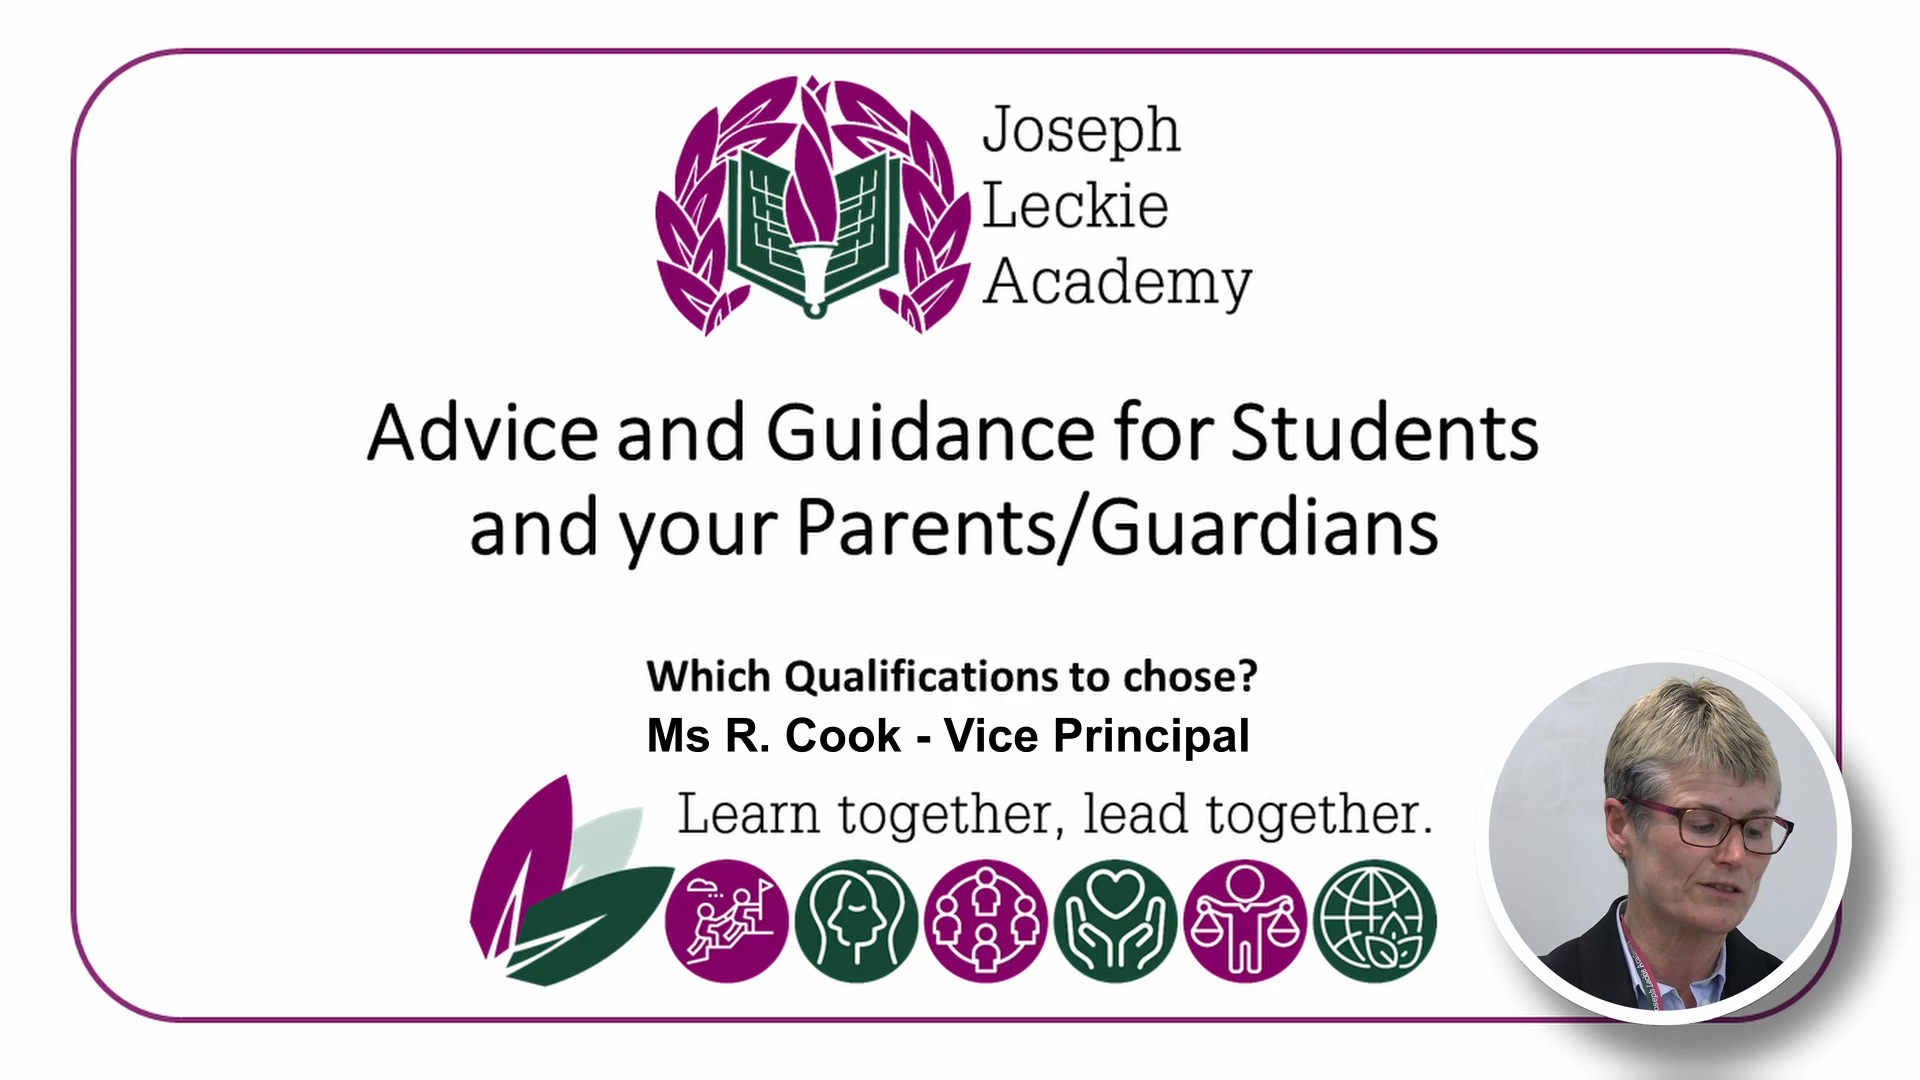 Joseph
Leckie
Academy
Advice and Guidance for Students
and your Parents/Guardians
Which Qualifications to chose?
Ms R. Cook - Vice Principal
Learn together, lead together.